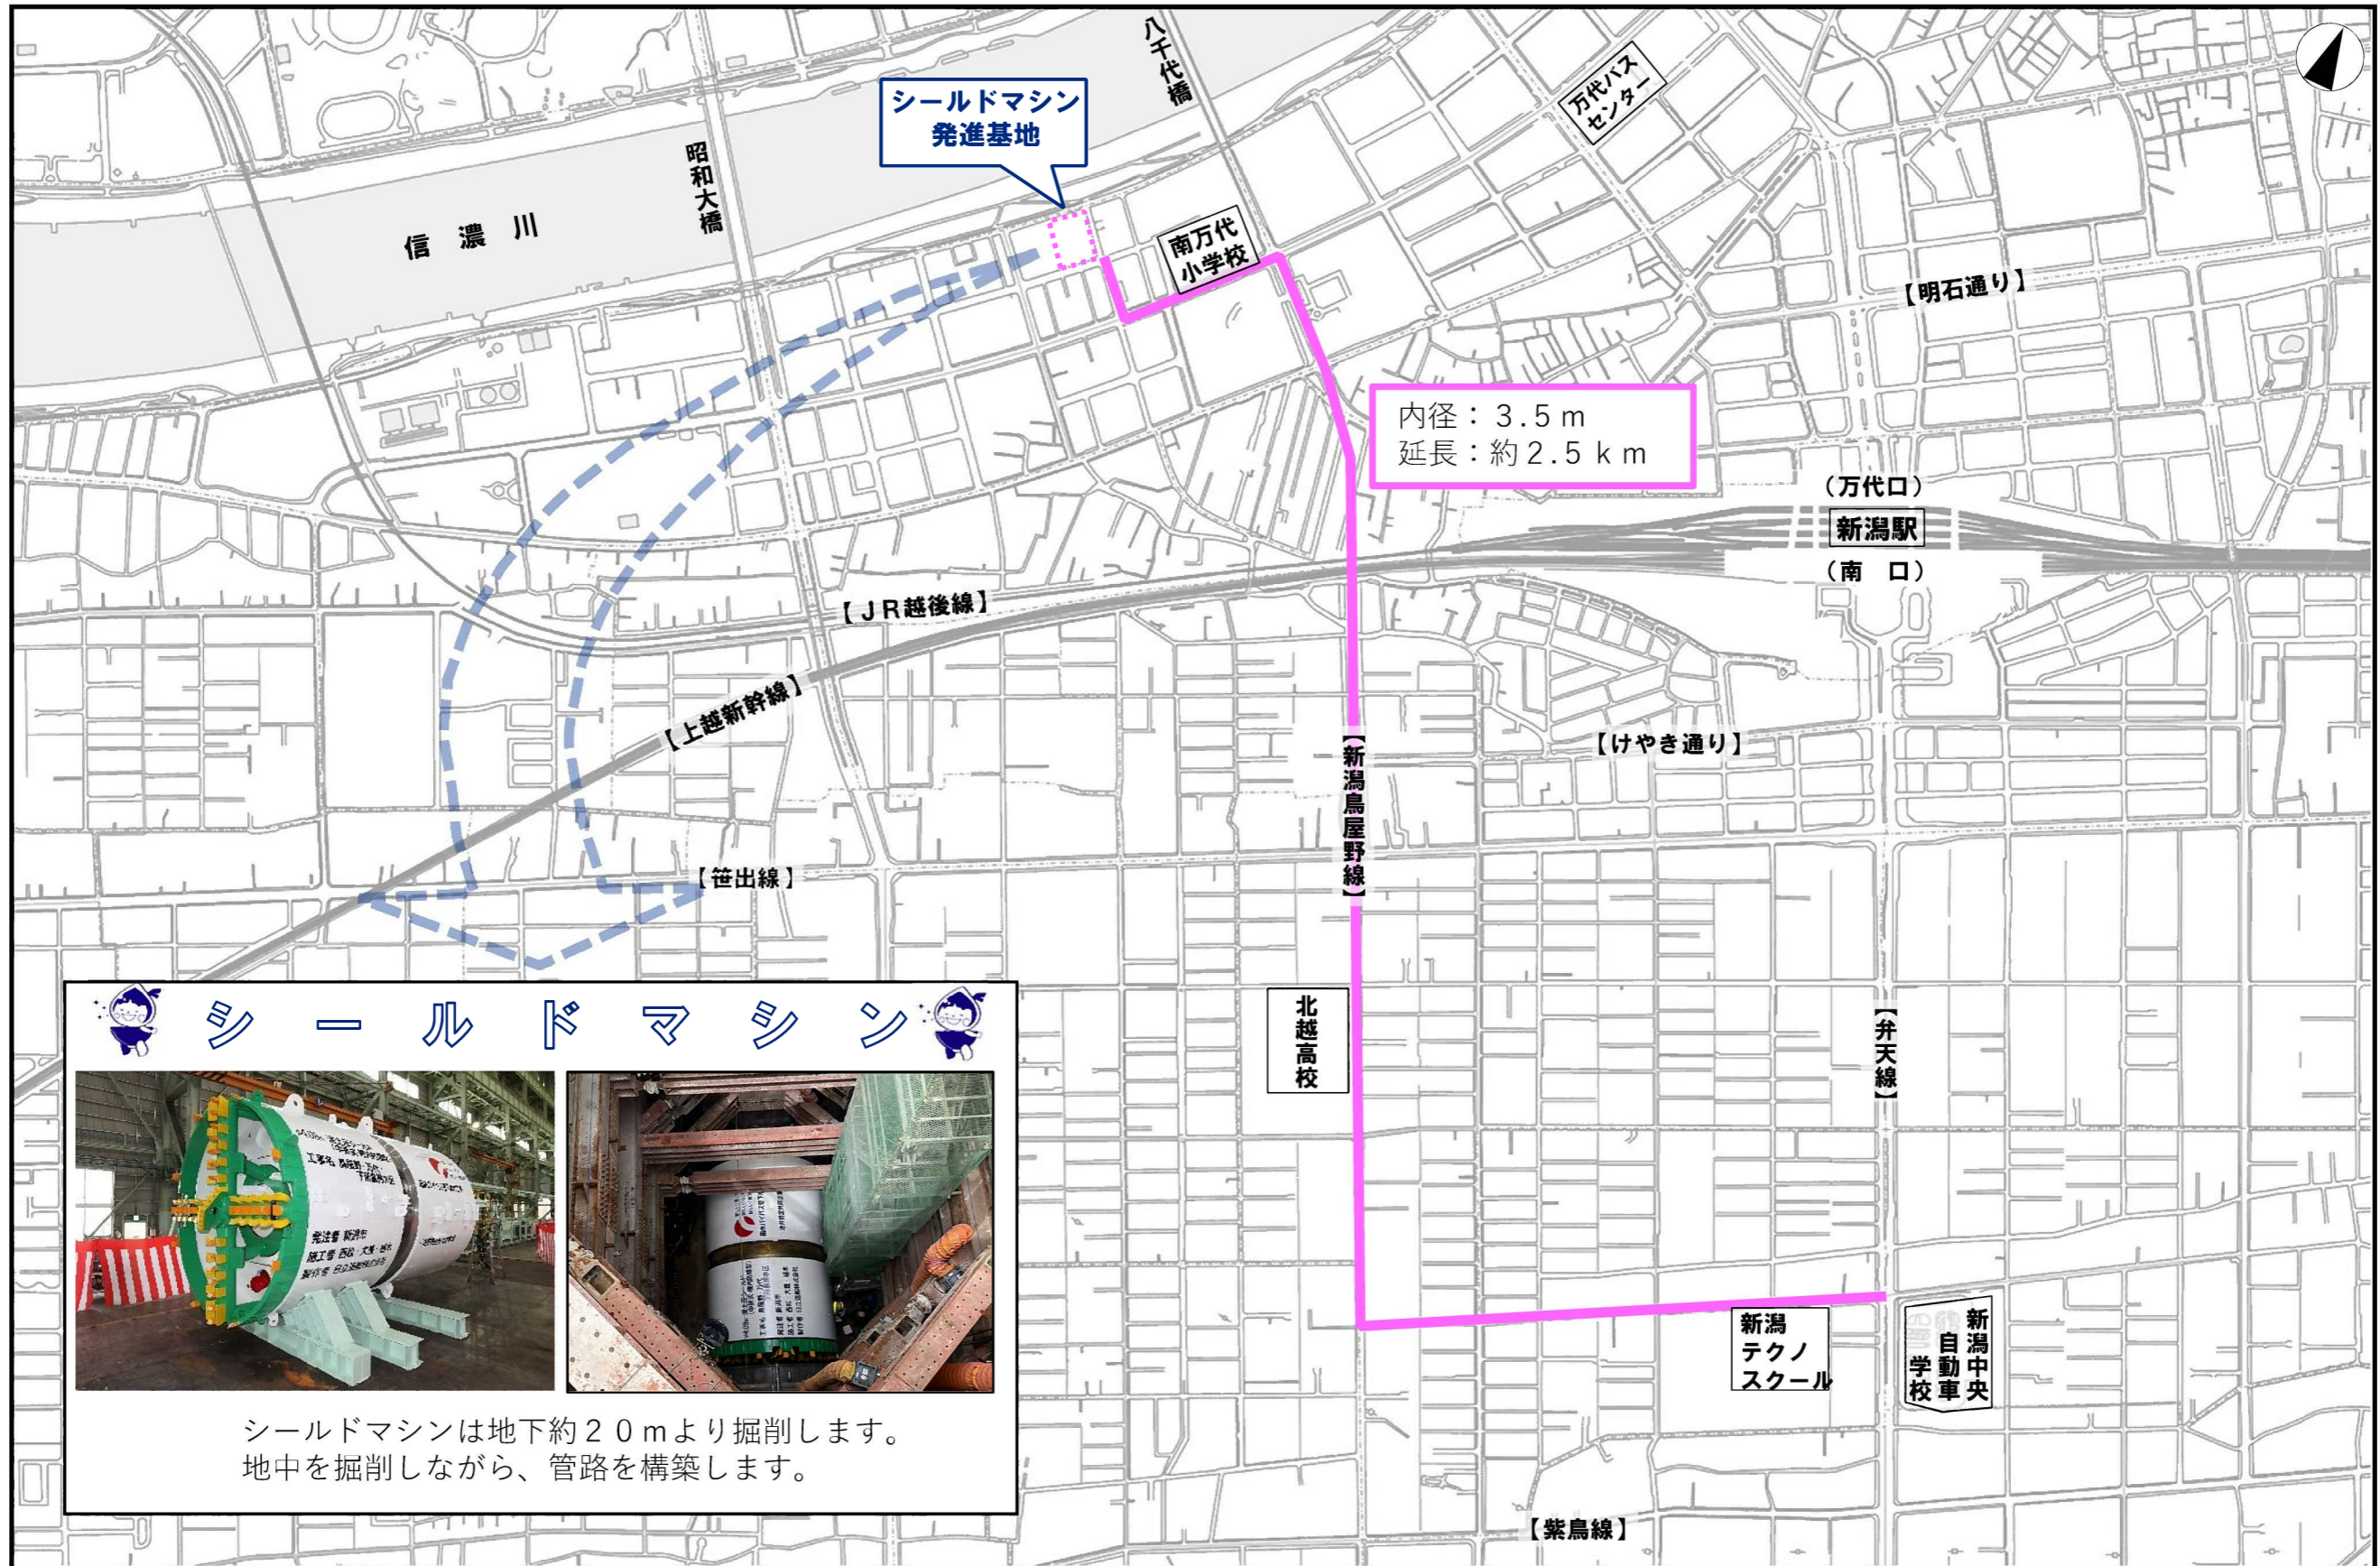 八千代橋
万代バス
センター
シールドマシン
発進基地
昭和大橋
信濃川
南万代
小学校
【明石通り】
内径：３.５ｍ
延長：約２.５ｋｍ
（万代口）
新潟駅
（南　口）
【ＪＲ越後線】
【上越新幹線】
【けやき通り】
【新潟鳥屋野線】
【笹出線】
北越高校
【弁天線】
新潟
テクノ
スクール
新潟中央
自動車
学校
【紫鳥線】
シールドマシン
発注者 新潟市
シールドマシンは地下約２０ｍより掘削します。
地中を掘削しながら、管路を構築します。